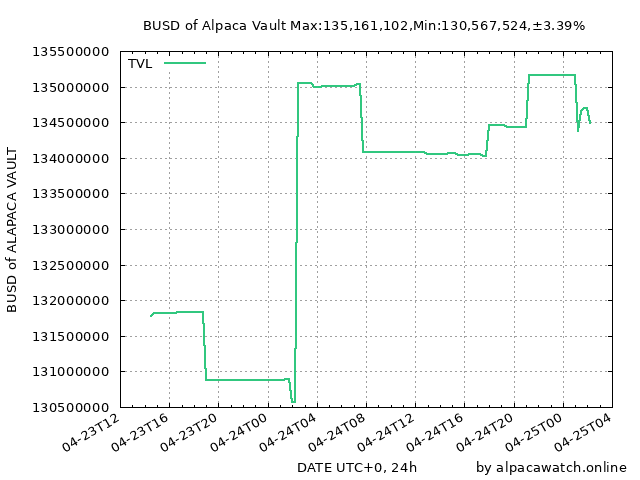 BUSD of Alpaca Vault Max:135,161,102,Min:130,567,524,±3.39%
TVL
135500000
135000000
134500000
134000000
133500000
133000000
132500000
132000000
131500000
131000000
130500000
BUSD of ALAPACA VAULT
04-23T12
04-23T16
04-23T20
04-24T00
04-24T04
04-24T08
04-24T12
04-24T16
04-24T20
04-25T00
04-25T04
DATE UTC+0, 24h
by alpacawatch.online